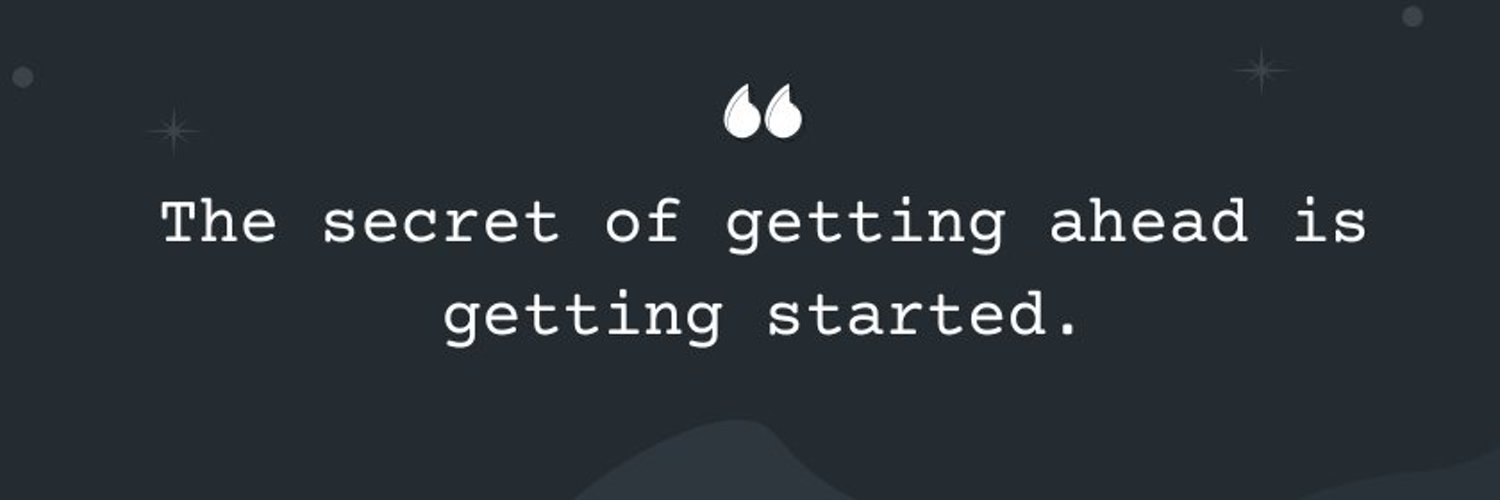 “
The secret of getting ahead is
getting started.